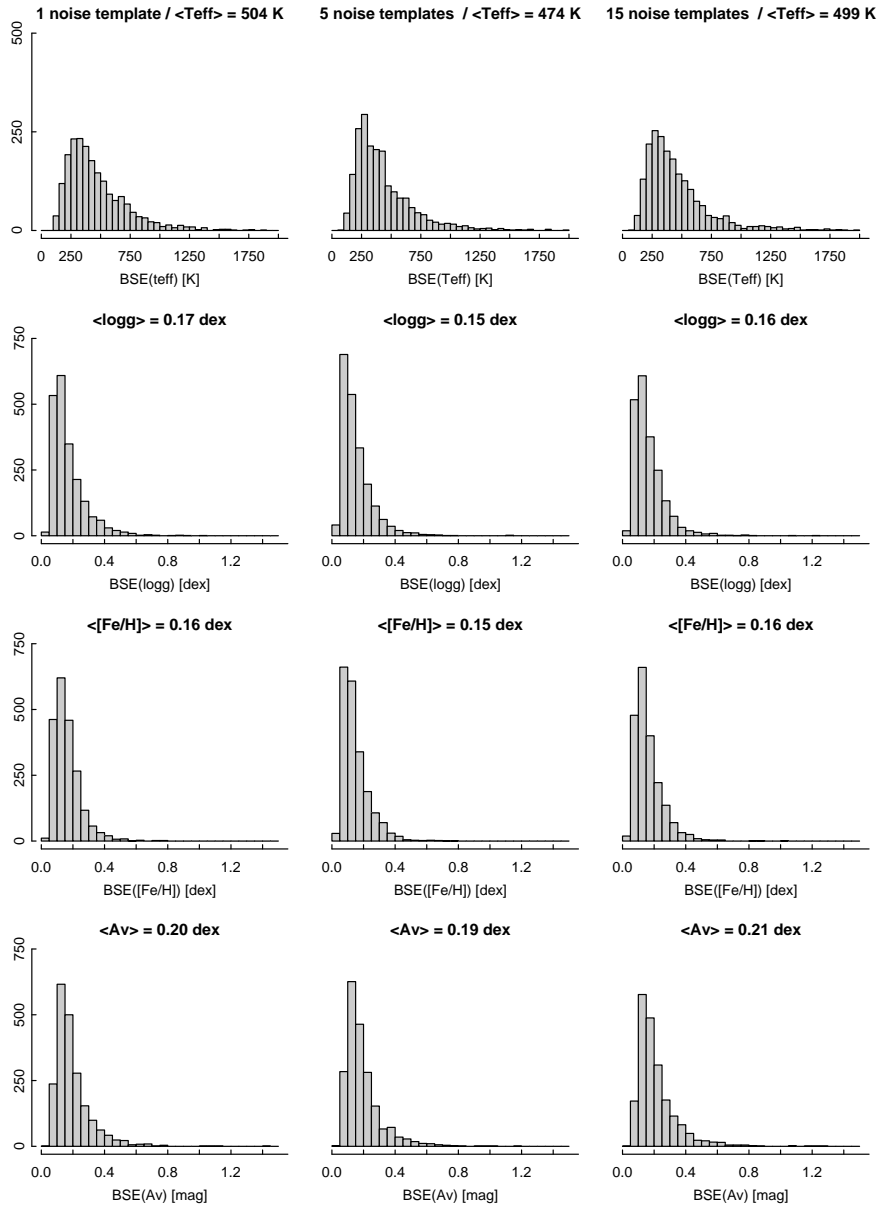 1 noise template / <Teff> = 504 K
5 noise templates / <Teff> = 474 K
15 noise templates / <Teff> = 499 K
500
250
0
0 250 750 1250 1750
0 250 750 1250 1750
0 250 750 1250 1750
BSE(teff) [K]
BSE(Teff) [K]
BSE(Teff) [K]
<logg> = 0.17 dex
<logg> = 0.15 dex
<logg> = 0.16 dex
750
500
250
0
0.0 0.4 0.8 1.2
0.0 0.4 0.8 1.2
0.0 0.4 0.8 1.2
BSE(logg) [dex]
BSE(logg) [dex]
BSE(logg) [dex]
<[Fe/H]> = 0.16 dex
<[Fe/H]> = 0.15 dex
<[Fe/H]> = 0.16 dex
750
500
250
0
0.0 0.4 0.8 1.2
0.0 0.4 0.8 1.2
0.0 0.4 0.8 1.2
BSE([Fe/H]) [dex]
BSE([Fe/H]) [dex]
BSE([Fe/H]) [dex]
<Av> = 0.20 dex
<Av> = 0.19 dex
<Av> = 0.21 dex
750
500
250
0
0.0 0.4 0.8 1.2
0.0 0.4 0.8 1.2
0.0 0.4 0.8 1.2
BSE(Av) [mag]
BSE(Av) [mag]
BSE(Av) [mag]